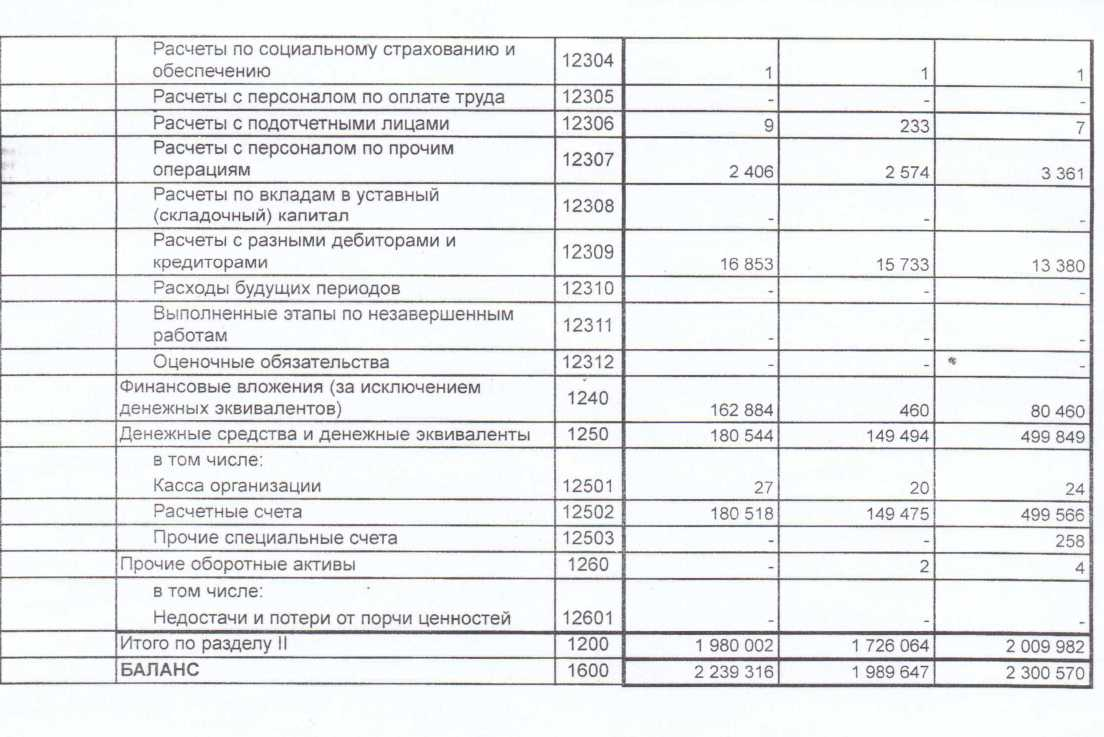 Расчеты по социальному страхованию и
обеспечению 12304 1 1 1
Расчеты с персоналом по оплате труда 12305 - - -
Расчеты с подотчетными лицами 12306 9 233 7
Расчеты с персоналом по прочим
операциям 12307 2 406 2 574 3 361
Расчеты по вкладам в уставный
(складочный) капитал 12308 - - -
Расчеты с разными дебиторами и
кредиторами 12309 16 853 15 733 13 380
Расходы будущих периодов 12310 - - -
Выполненные этапы по незавершенным
работам 12311 - - -
Оценочные обязательства 12312 - - -
Финансовые вложения (за исключением
денежных эквивалентов) 1240 162 884 460 80 460
Денежные средства и денежные эквиваленты 1250 180 544 149 494 499 849
в том числе:
Касса организации 12501 27 20 24
Расчетные счета 12502 180 518 149 475 499 566
Прочие специальные счета 12503 - - 258
Прочие оборотные активы 1260 - 2 4
в том числе:
Недостачи и потери от порчи ценностей 12601 - - -
Итого по разделу II 1200 1 980 002 1 726 064 2 009 982
БАЛАНС 1600 2 239 316 1 989 647 2 300 570